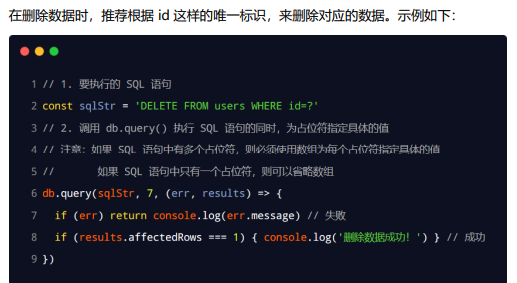 在删除数据时，推荐根据 id 这样的唯一标识，来删除对应的数据。示例如下：
1 // 1. 要执行的 SQL 语句
2 const sqlStr = 'DELETE FROM users WHERE id=?'
3 // 2. 调用 db.query() 执行 SQL 语句的同时，为占位符指定具体的值
4 // 注意：如果 SQL 语句中有多个占位符，则必须使用数组为每个占位符指定具体的值
5 //       如果 SQL 语句中只有一个占位符，则可以省略数组
6 db.query(sqlStr, 7, (err, results) => {
7   if (err) return console.log(err.message) // 失败
8   if (results.affectedRows === 1) { console.log('删除数据成功！') } // 成功
9 })